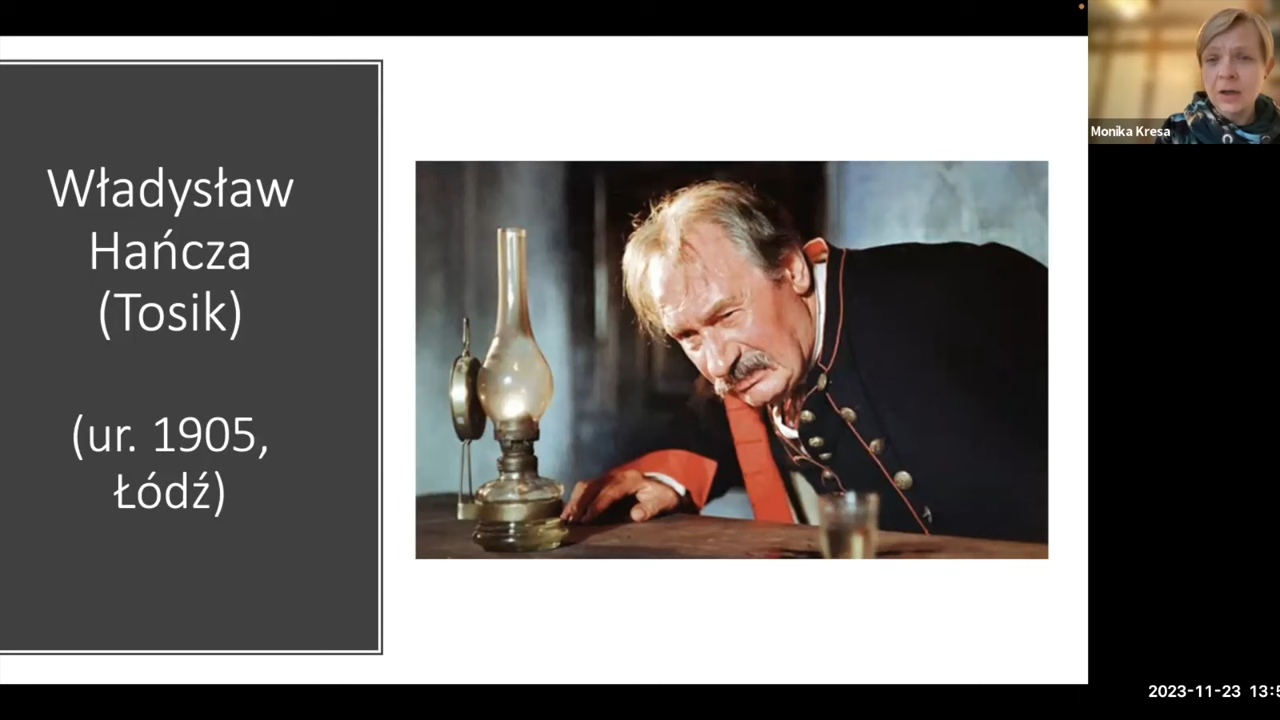 Władysław
Hańcza
(Tosik)
(ur. 1905,
Łódź)
Monika Kresa
2023-11-23 13:5